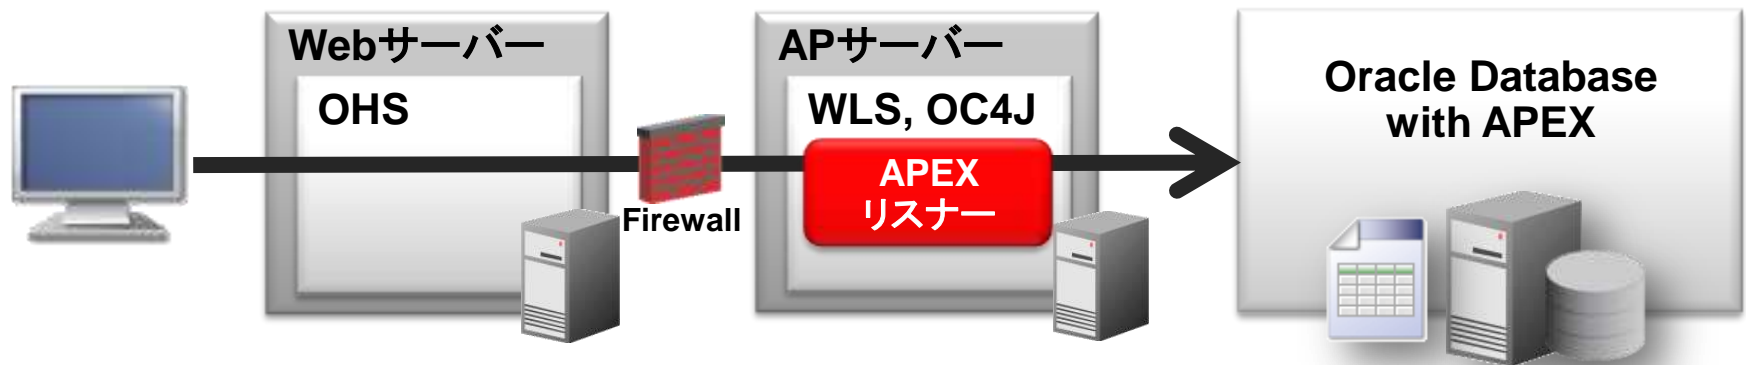 Webサーバー
OHS
Firewall
APサーバー
WLS, OC4J
APEX
リスナー
Oracle Database
with APEX